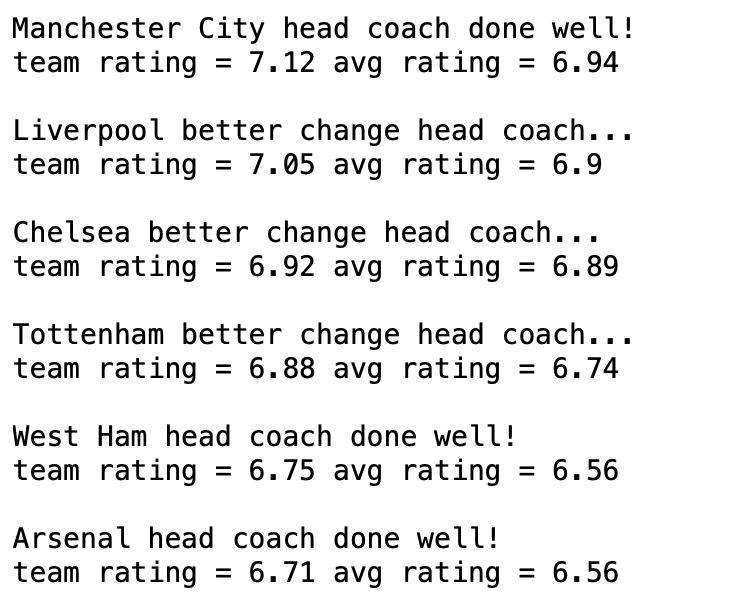 Manchester City head coach done well!
team rating = 7.12 avg rating = 6.94
Liverpool better change head coach...
team rating = 7.05 avg rating = 6.9
Chelsea better change head coach...
team rating = 6.92 avg rating = 6.89
Tottenham better change head coach...
team rating = 6.88 avg rating = 6.74
West Ham head coach done well!
team rating = 6.75 avg rating = 6.56
Arsenal head coach done well!
team rating = 6.71 avg rating = 6.56